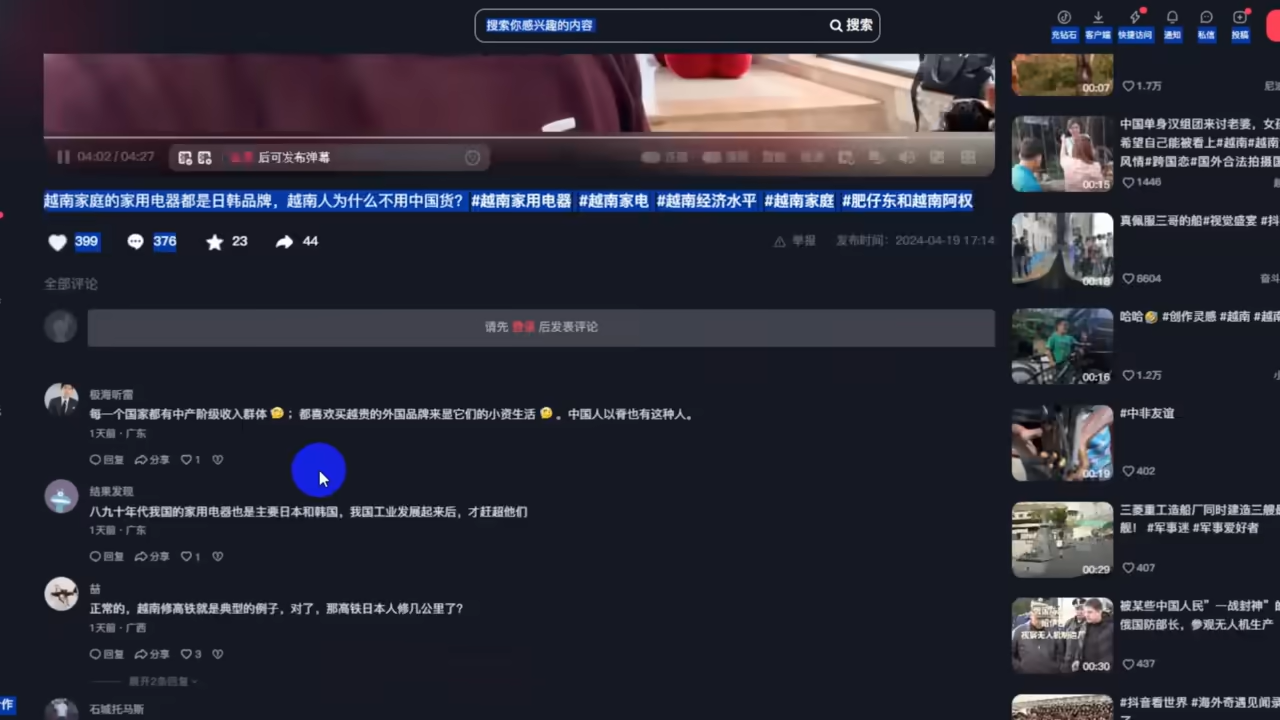 搜索你感兴趣的内容
搜索
充钻石 客户端 快捷访问 通知 私信 投稿
04:02 / 04:27
后可发布弹幕
越南家庭的家用电器都是日韩品牌，越南人为什么不用中国货？ #越南家用电器 #越南家电 #越南经济水平 #越南家庭 #肥仔东和越南阿权
399 376 23 44
举报 发布时间：2024-04-19 17:14
全部评论
请先 登录 后发表评论
极海听雷
每一个国家都有中产阶级收入群体 ；都喜欢买越贵的外国品牌来显它们的小资生活 。中国人以脊也有这种人。
1天前 · 广东
回复 分享 1
结果发现
八九十年代我国的家用电器也是主要日本和韩国，我国工业发展起来后，才赶超他们
1天前 · 广东
回复 分享 1
喆
正常的，越南修高铁就是典型的例子，对了，那高铁日本人修几公里了？
1天前 · 广西
回复 分享 3
展开2条回复
石城托马斯
作
00:07
1.7万
00:15
中国单身汉组团来讨老婆，女孩
希望自己能被看上#越南#越南
风情#跨国恋#国外合法拍摄
1446
00:18
真佩服三哥的船#视觉盛宴 #抖
6604
奋斗
00:16
哈哈 #创作灵感 #越南 #越南
1.2万
00:19
#中非友谊
402
00:29
三菱重工造船厂同时建造三艘
舰！ #军事迷 #军事爱好者
407
00:30
被某些中国人民”一战封神”的
俄国防部长，参观无人机生产
437
#抖音看世界 #海外奇遇见闻录